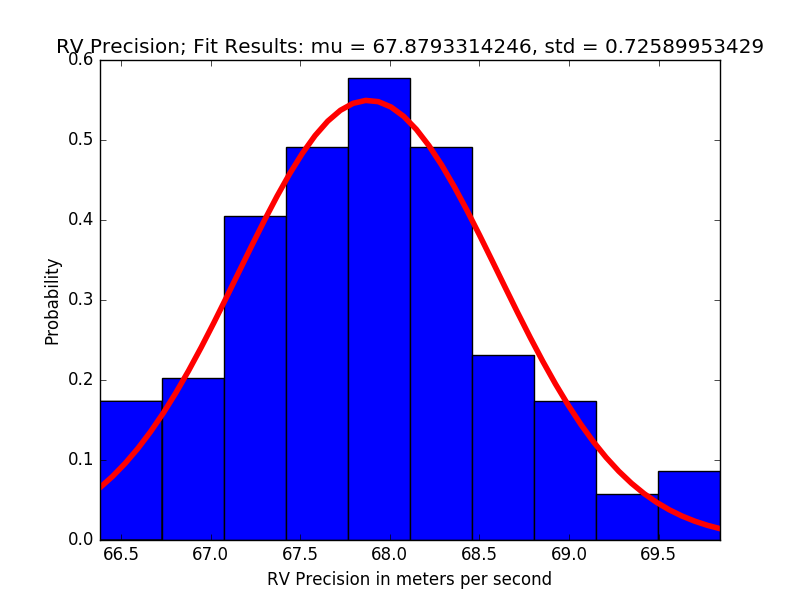 RV Precision; Fit Results: mu = 67.8793314246, std = 0.72589953429
0.6
0.5
0.4
0.3
0.2
0.1
0.0
Probability
66.5 67.0 67.5 68.0 68.5 69.0 69.5
RV Precision in meters per second